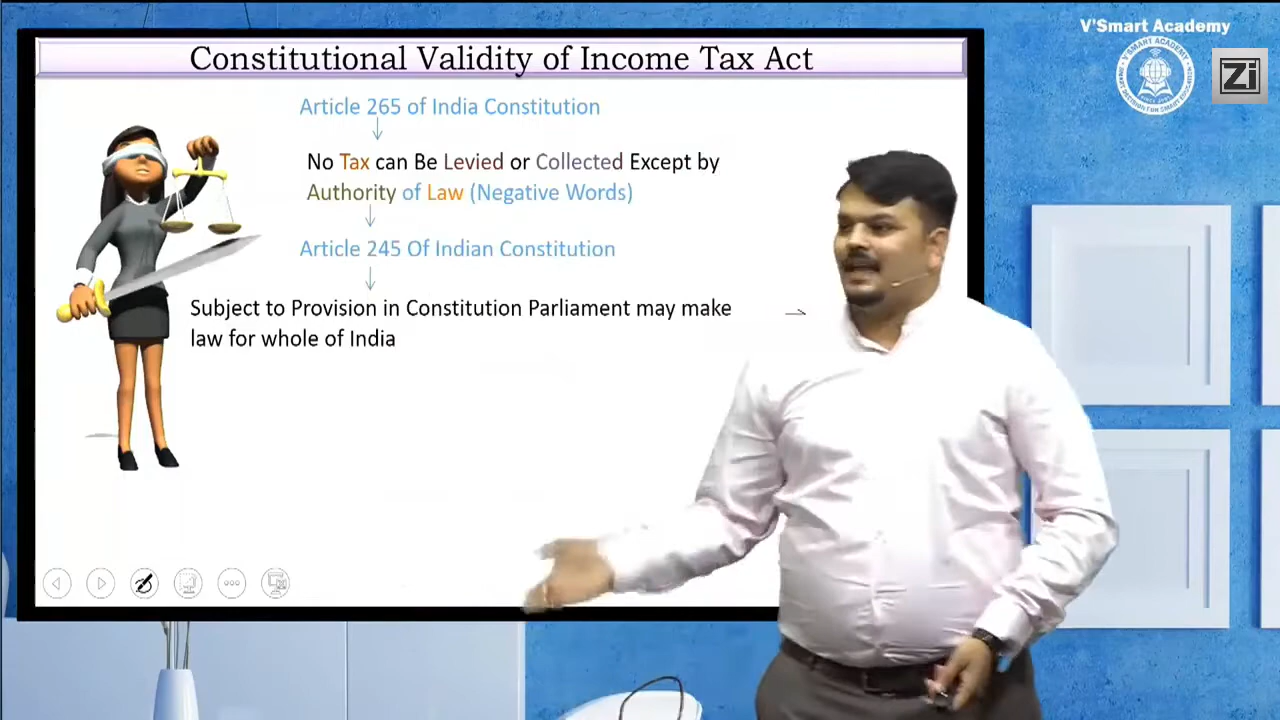 V'Smart Academy
Zi
Constitutional Validity of Income Tax Act
Article 265 of India Constitution
No Tax can Be Levied or Collected Except by
Authority of Law (Negative Words)
Article 245 Of Indian Constitution
Subject to Provision in Constitution Parliament may make
law for whole of India